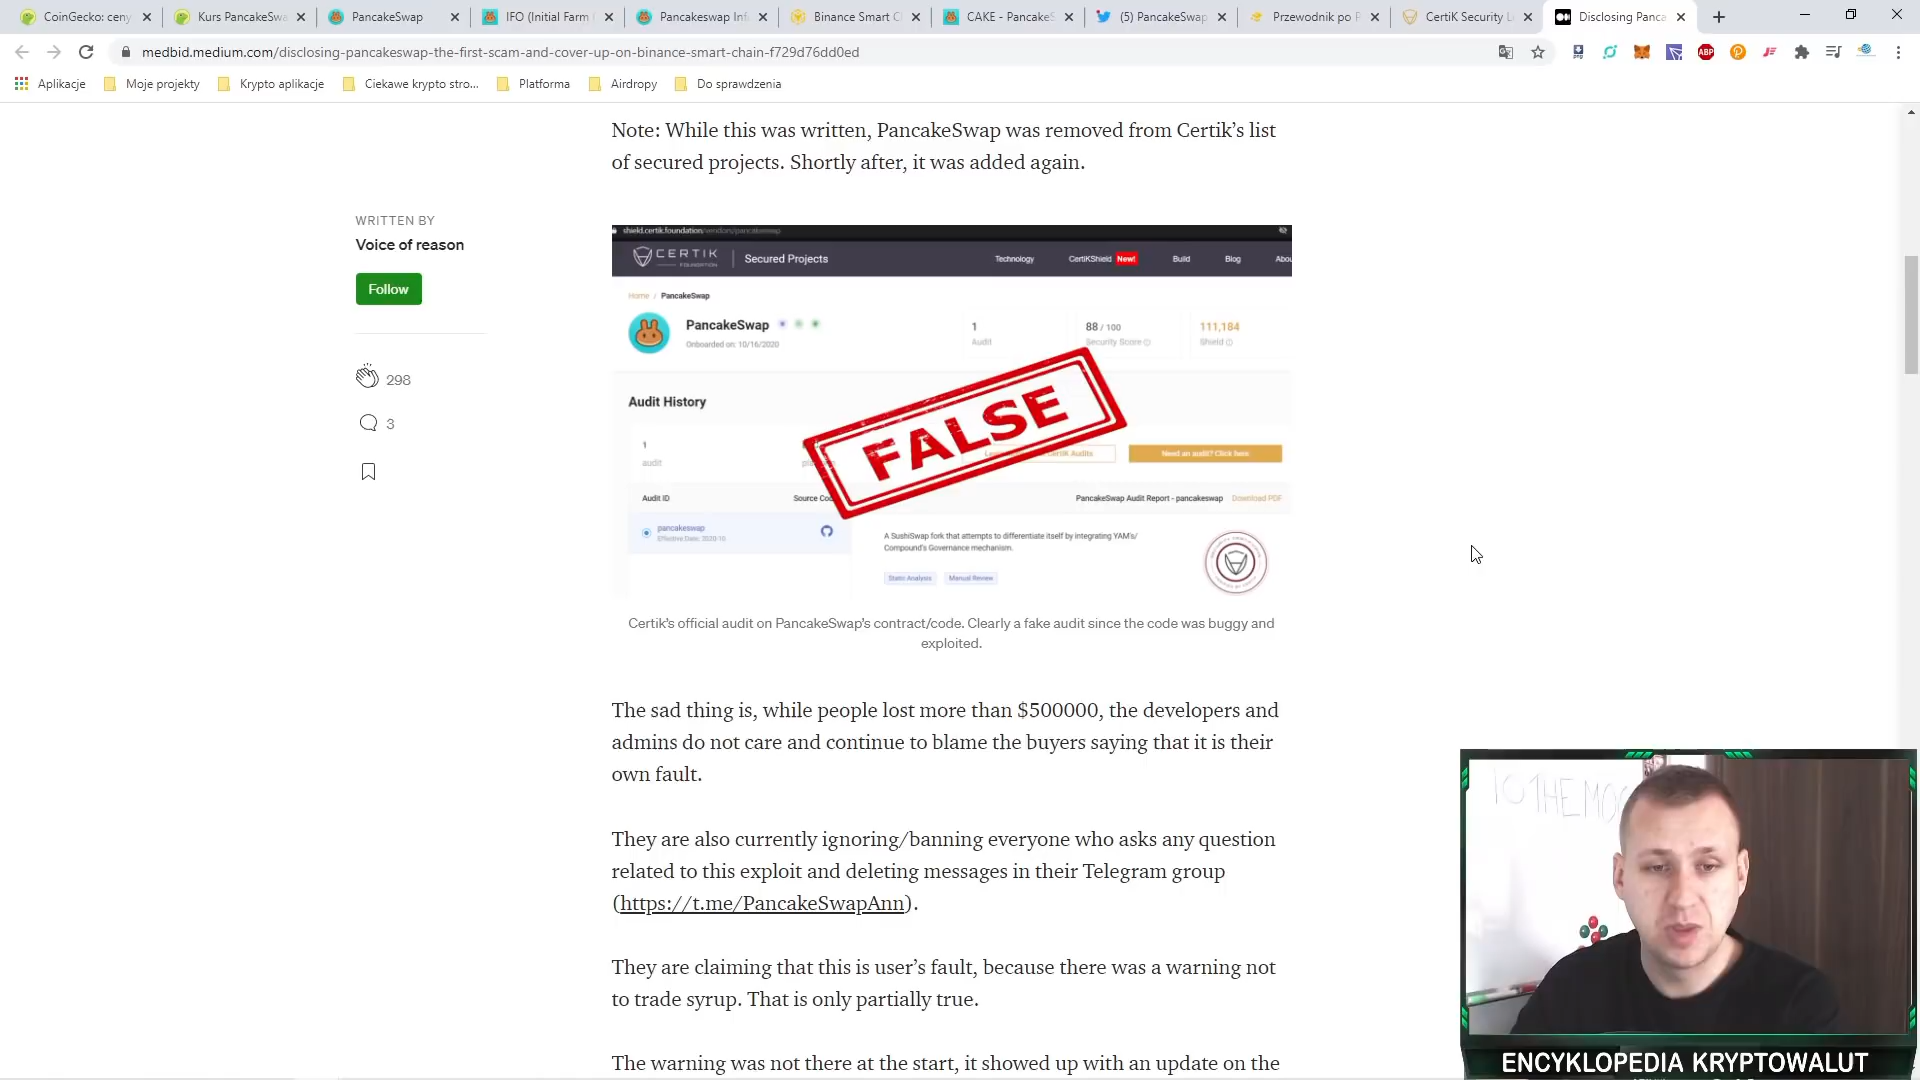 CoinGecko: ceny
Kurs PancakeSwa
PancakeSwap
IFO (Initial Farm
Pancakeswap Inf
Binance Smart C
CAKE - PancakeS
(5) PancakeSwap
Przewodnik po P
CertiK Security L
Disclosing Panca
medbid.medium.com/disclosing-pancakeswap-the-first-scam-and-cover-up-on-binance-smart-chain-f729d76dd0ed
Aplikacje
Moje projekty
Krypto aplikacje
Ciekawe krypto stro...
Platforma
Airdropy
Do sprawdzenia
Note: While this was written, PancakeSwap was removed from Certik's list
of secured projects. Shortly after, it was added again.
WRITTEN BY
Voice of reason
Follow
298
3
shield.certik.foundation/vendors/pancakeswap
CERTIK
FOUNDATION
Secured Projects
Technology
CertiKShield New!
Build
Blog
Abou
Home / PancakeSwap
PancakeSwap
Onboarded on: 10/16/2020
1
Audit
88 / 100
Security Score
111,184
Shield
Audit History
FALSE
1
audit
Need an audit? Click here
Audit ID
Source Co
PancakeSwap Audit Report - pancakeswap
Download PDF
pancakeswap
Effective Date: 2020-10
A SushiSwap fork that attempts to differentiate itself by integrating YAM's/
Compound's Governance mechanism.
Static Analysis
Manual Review
Certik's official audit on PancakeSwap's contract/code. Clearly a fake audit since the code was buggy and
exploited.
The sad thing is, while people lost more than $500000, the developers and
admins do not care and continue to blame the buyers saying that it is their
own fault.
They are also currently ignoring/banning everyone who asks any question
related to this exploit and deleting messages in their Telegram group
(https://t.me/PancakeSwapAnn).
They are claiming that this is user's fault, because there was a warning not
to trade syrup. That is only partially true.
The warning was not there at the start, it showed up with an update on the
TO THE MOO
ENCYKLOPEDIA KRYPTOWALUT